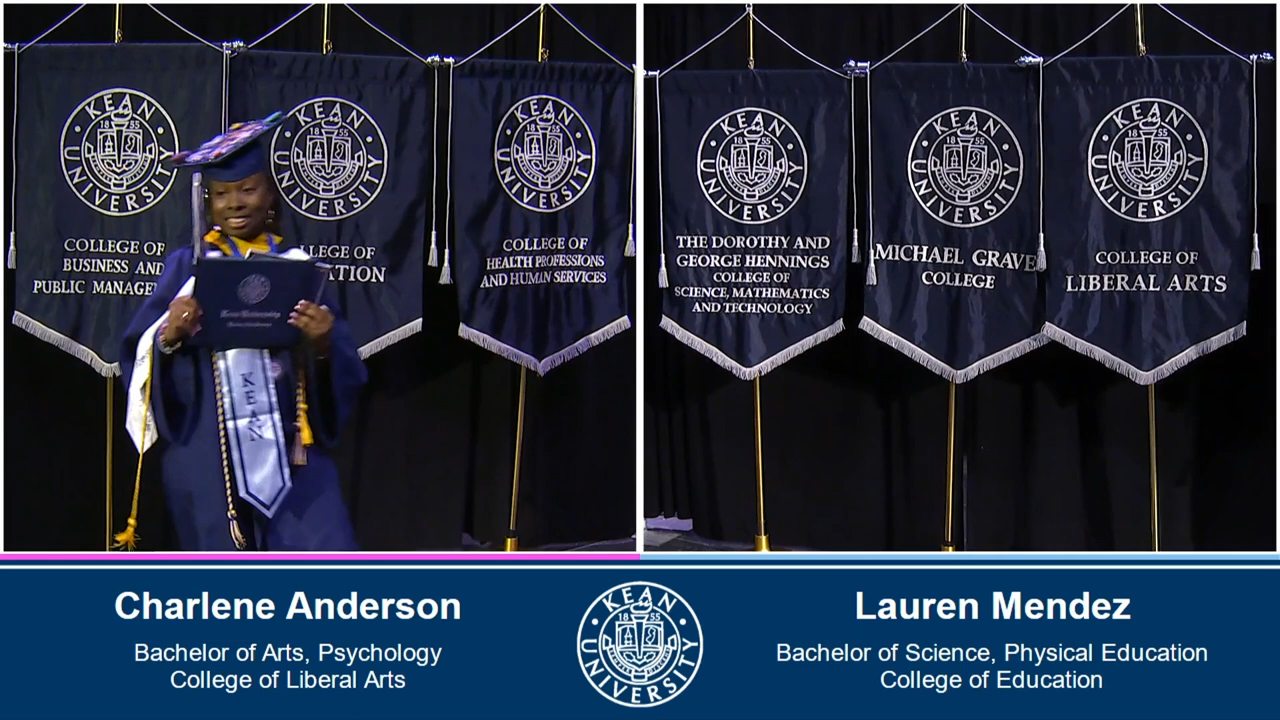 KEAN UNIVERSITY
1855
COLLEGE OF
BUSINESS AND
PUBLIC MANAGE
KEAN UNIVERSITY
LEGE OF
ATION
KEAN UNIVERSITY
1855
COLLEGE OF
HEALTH PROFESSIONS
AND HUMAN SERVICES
KEAN
KEAN UNIVERSITY
1855
THE DOROTHY AND
GEORGE HENNINGS
COLLEGE OF
SCIENCE, MATHEMATICS
AND TECHNOLOGY
KEAN UNIVERSITY
1855
MICHAEL GRAVE
COLLEGE
KEAN UNIVERSITY
1855
COLLEGE OF
LIBERAL ARTS
Charlene Anderson
Bachelor of Arts, Psychology
College of Liberal Arts
KEAN UNIVERSITY
1855
Lauren Mendez
Bachelor of Science, Physical Education
College of Education